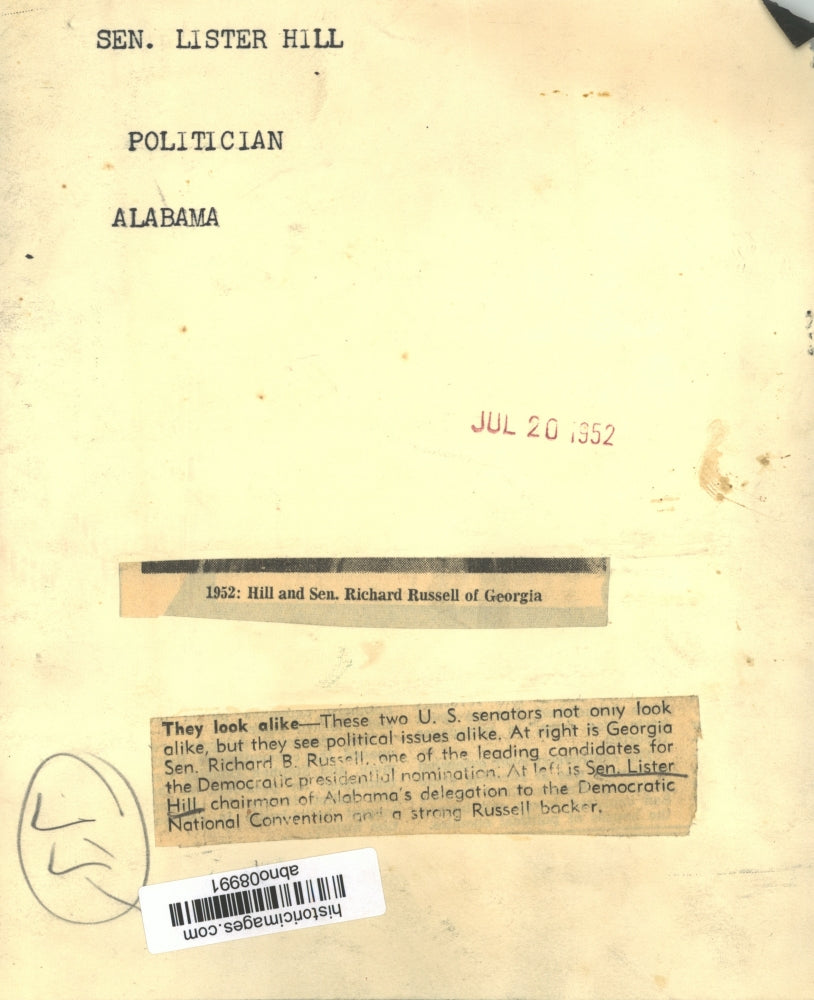 SEN. LISTER HILL
POLITICIAN
ALABAMA
JUL 20 1952
1952: Hill and Sen. Richard Russell of Georgia
They look alike—These two U. S. senators not only look
alike, but they see political issues alike. At right is Georgia
Sen. Richard B. Russell, one of the leading candidates for
the Democratic presidential nomination. At left is Sen. Lister
Hill, chairman of Alabama's delegation to the Democratic
National Convention and a strong Russell backer.
historicimages.com
abno08991